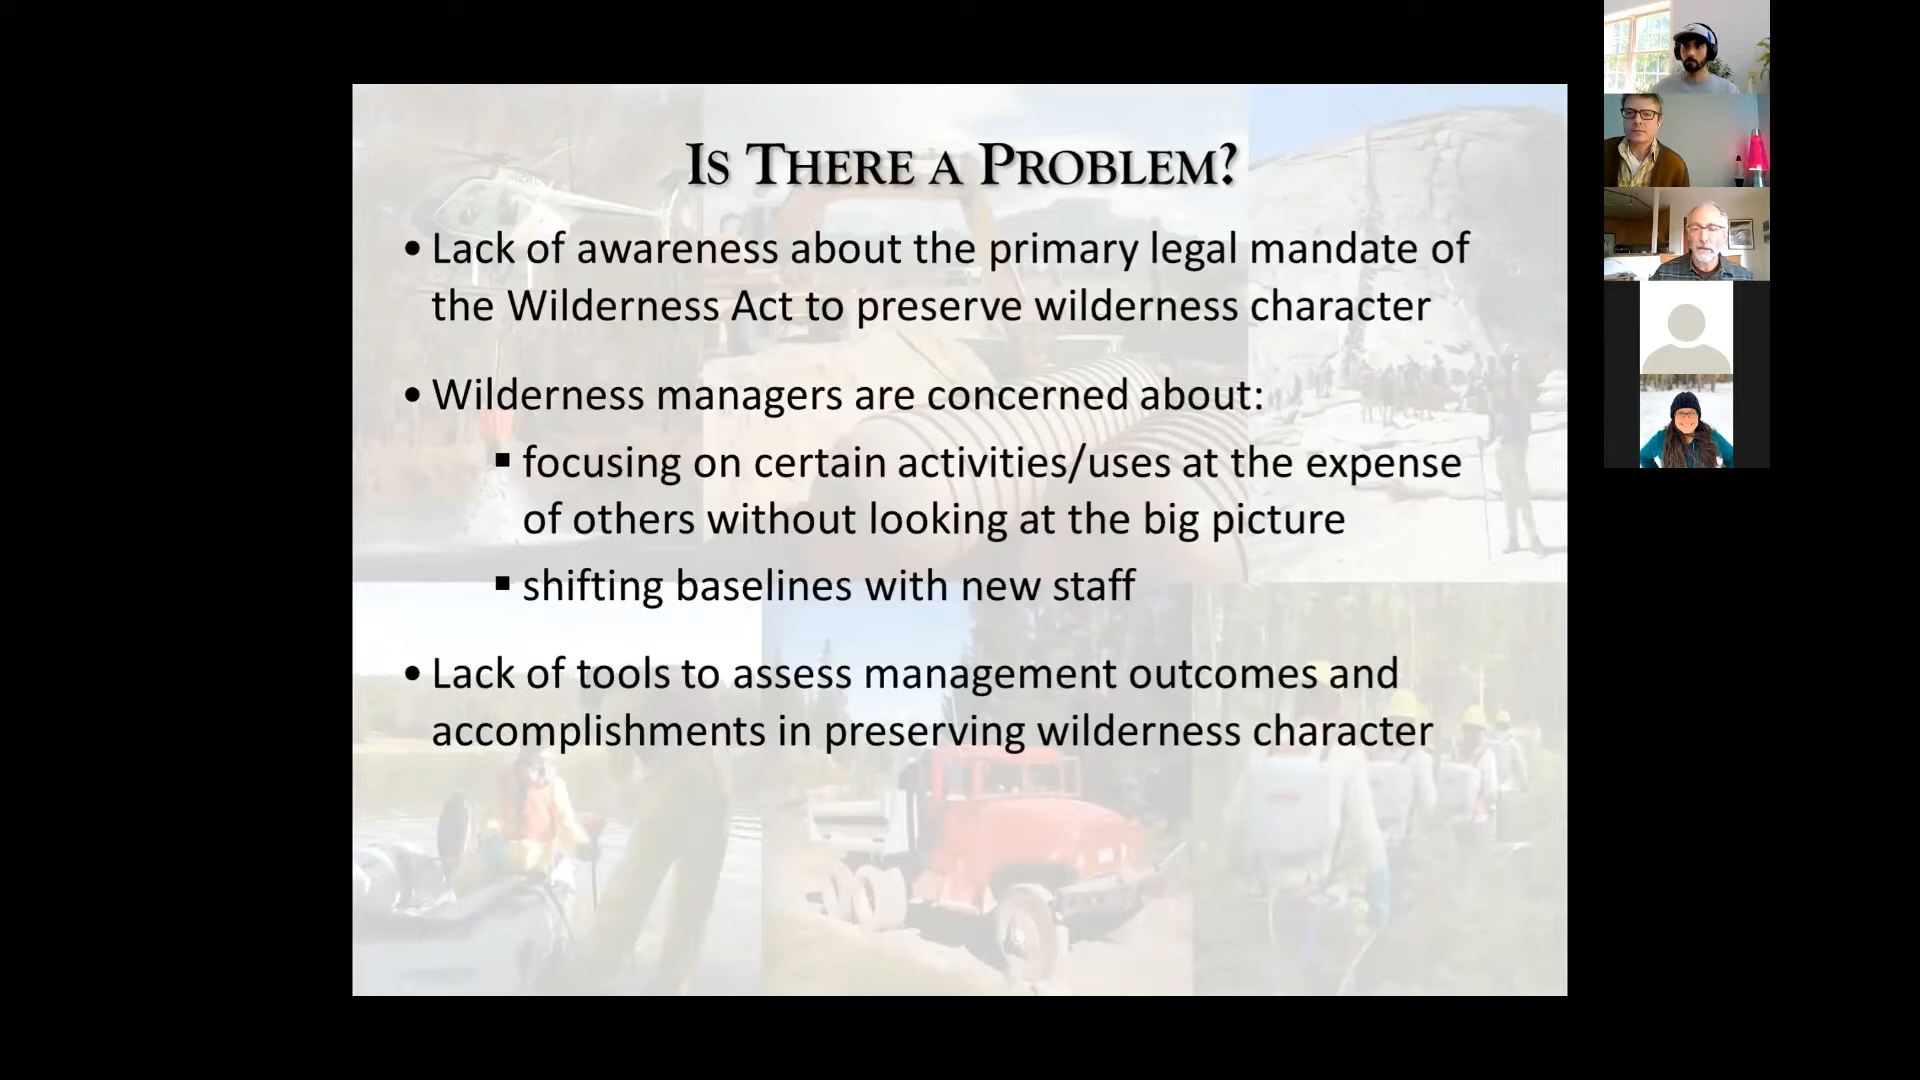 IS THERE A PROBLEM?
• Lack of awareness about the primary legal mandate of
the Wilderness Act to preserve wilderness character
• Wilderness managers are concerned about:
▪ focusing on certain activities/uses at the expense
of others without looking at the big picture
▪ shifting baselines with new staff
• Lack of tools to assess management outcomes and
accomplishments in preserving wilderness character